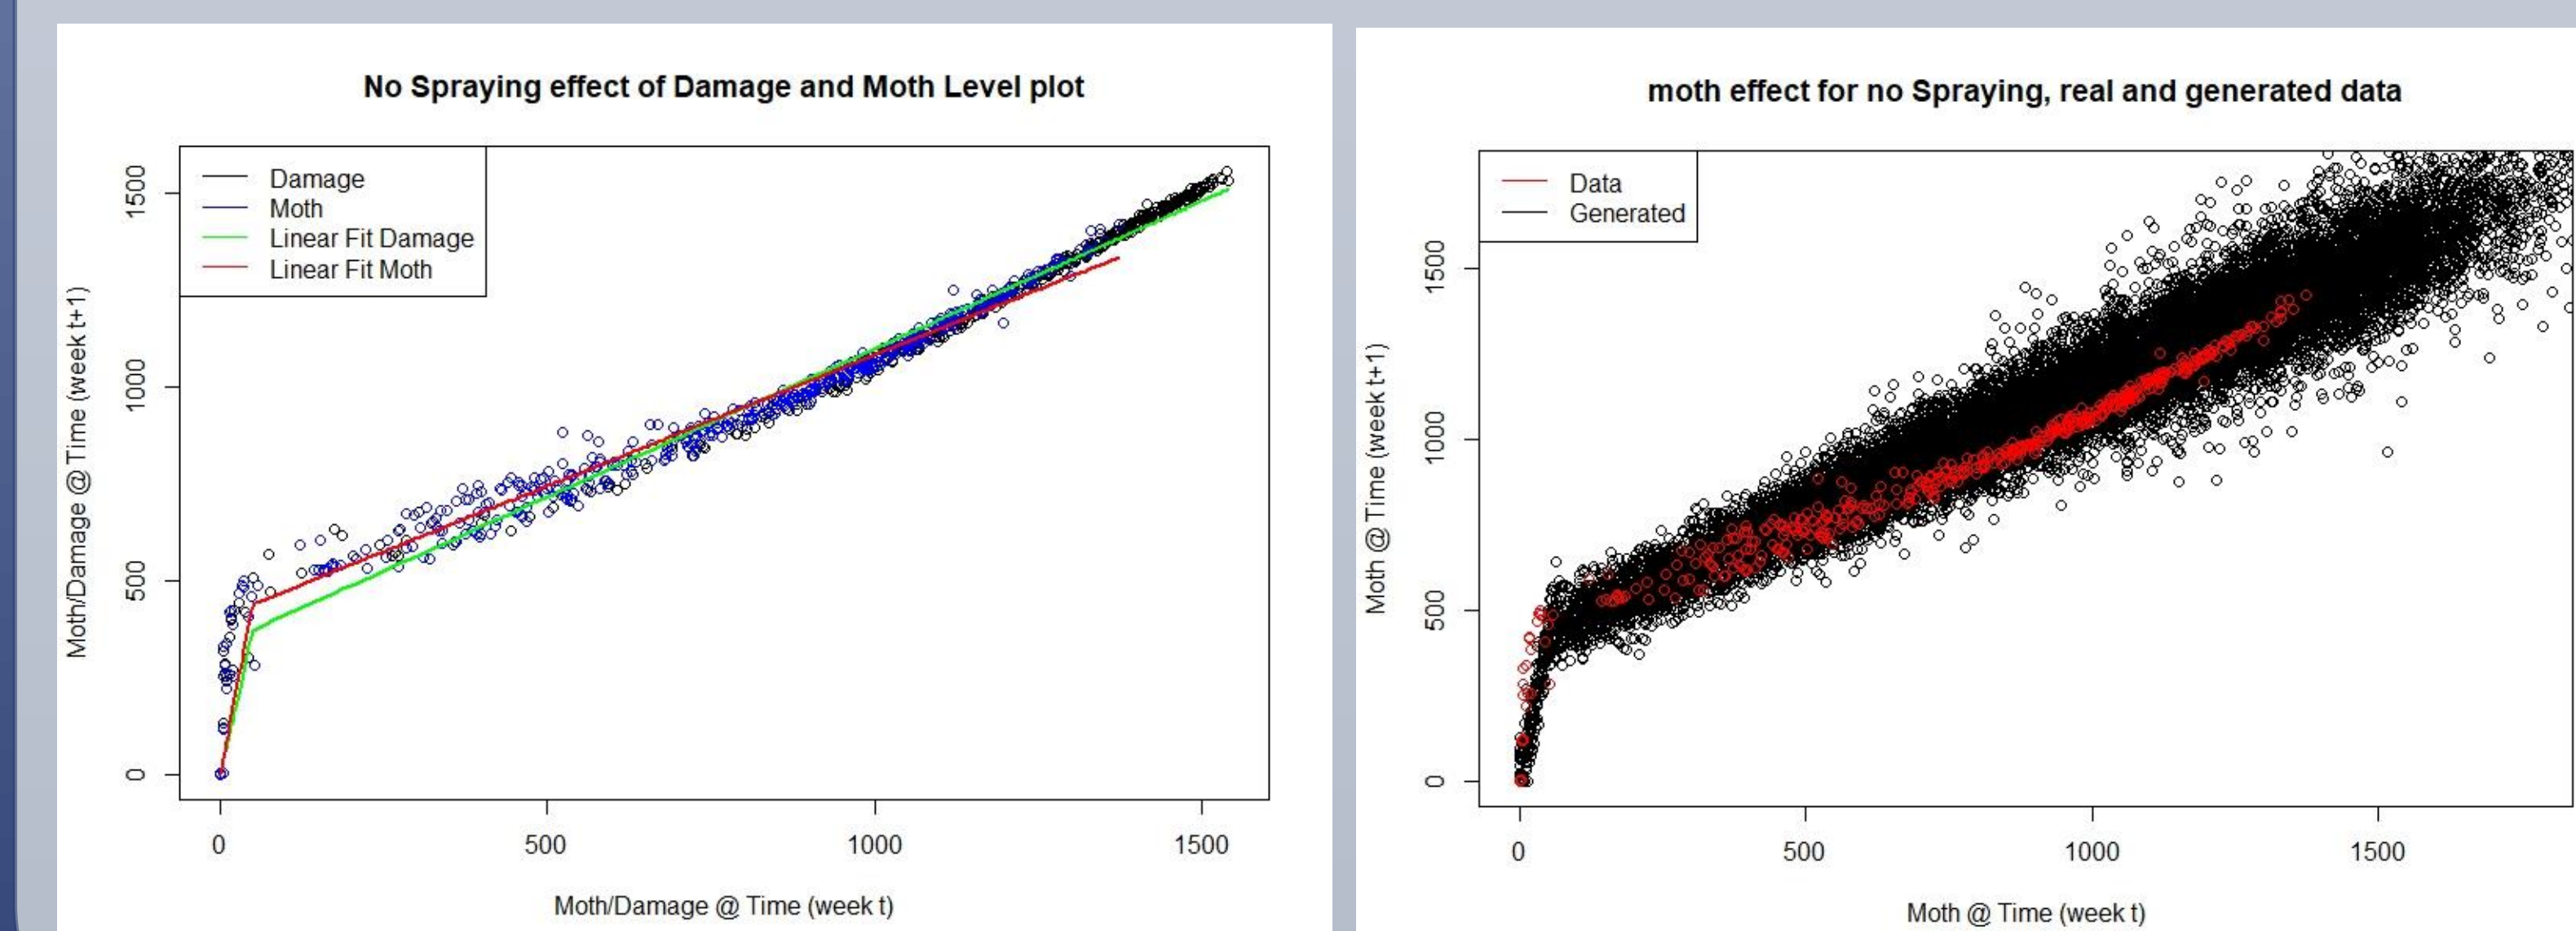 No Spraying effect of Damage and Moth Level plot
Damage
Moth
Linear Fit Damage
Linear Fit Moth
Moth/Damage @ Time (week t+1)
1500
1000
500
0
0 500 1000 1500
Moth/Damage @ Time (week t)
moth effect for no Spraying, real and generated data
Data
Generated
Moth @ Time (week t+1)
1500
1000
500
0
0 500 1000 1500
Moth @ Time (week t)